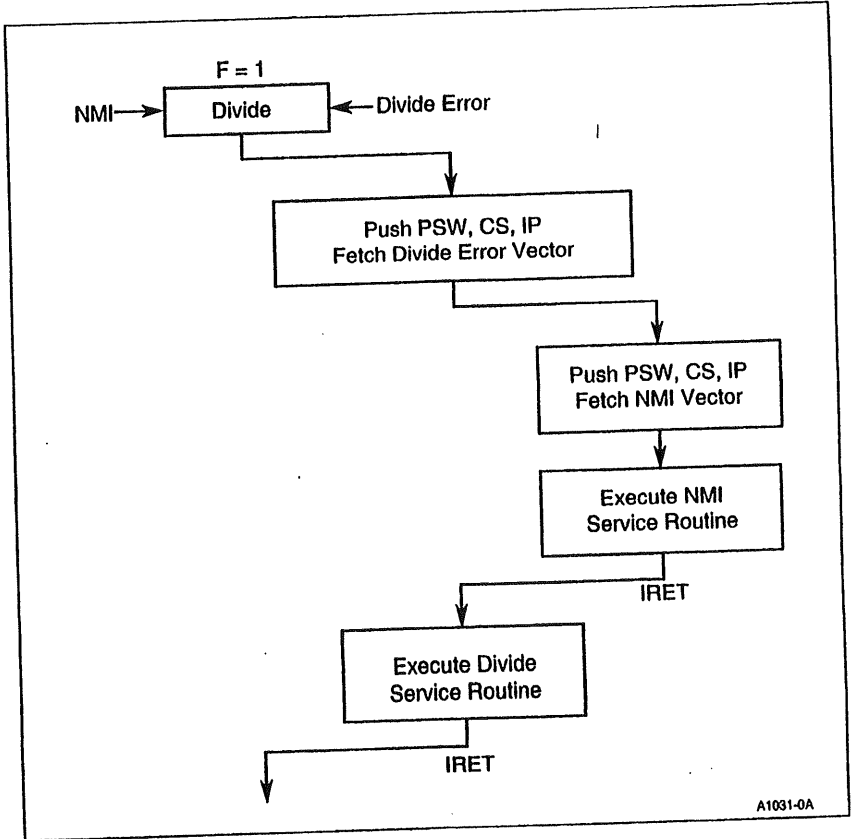 F = 1
NMI
Divide
Divide Error
Push PSW, CS, IP
Fetch Divide Error Vector
Push PSW, CS, IP
Fetch NMI Vector
Execute NMI
Service Routine
IRET
Execute Divide
Service Routine
IRET
A1031-0A